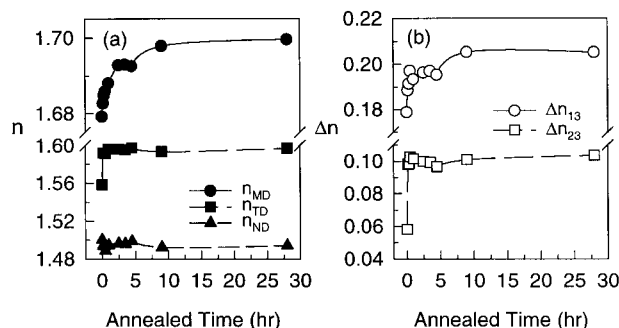 (a)
n
1.70
1.68
1.60
1.56
1.52
1.48
n_MD
n_TD
n_ND
0 5 10 15 20 25 30
Annealed Time (hr)
(b)
Δn
0.22
0.20
0.18
0.10
0.08
0.06
0.04
Δn_13
Δn_23
0 5 10 15 20 25 30
Annealed Time (hr)